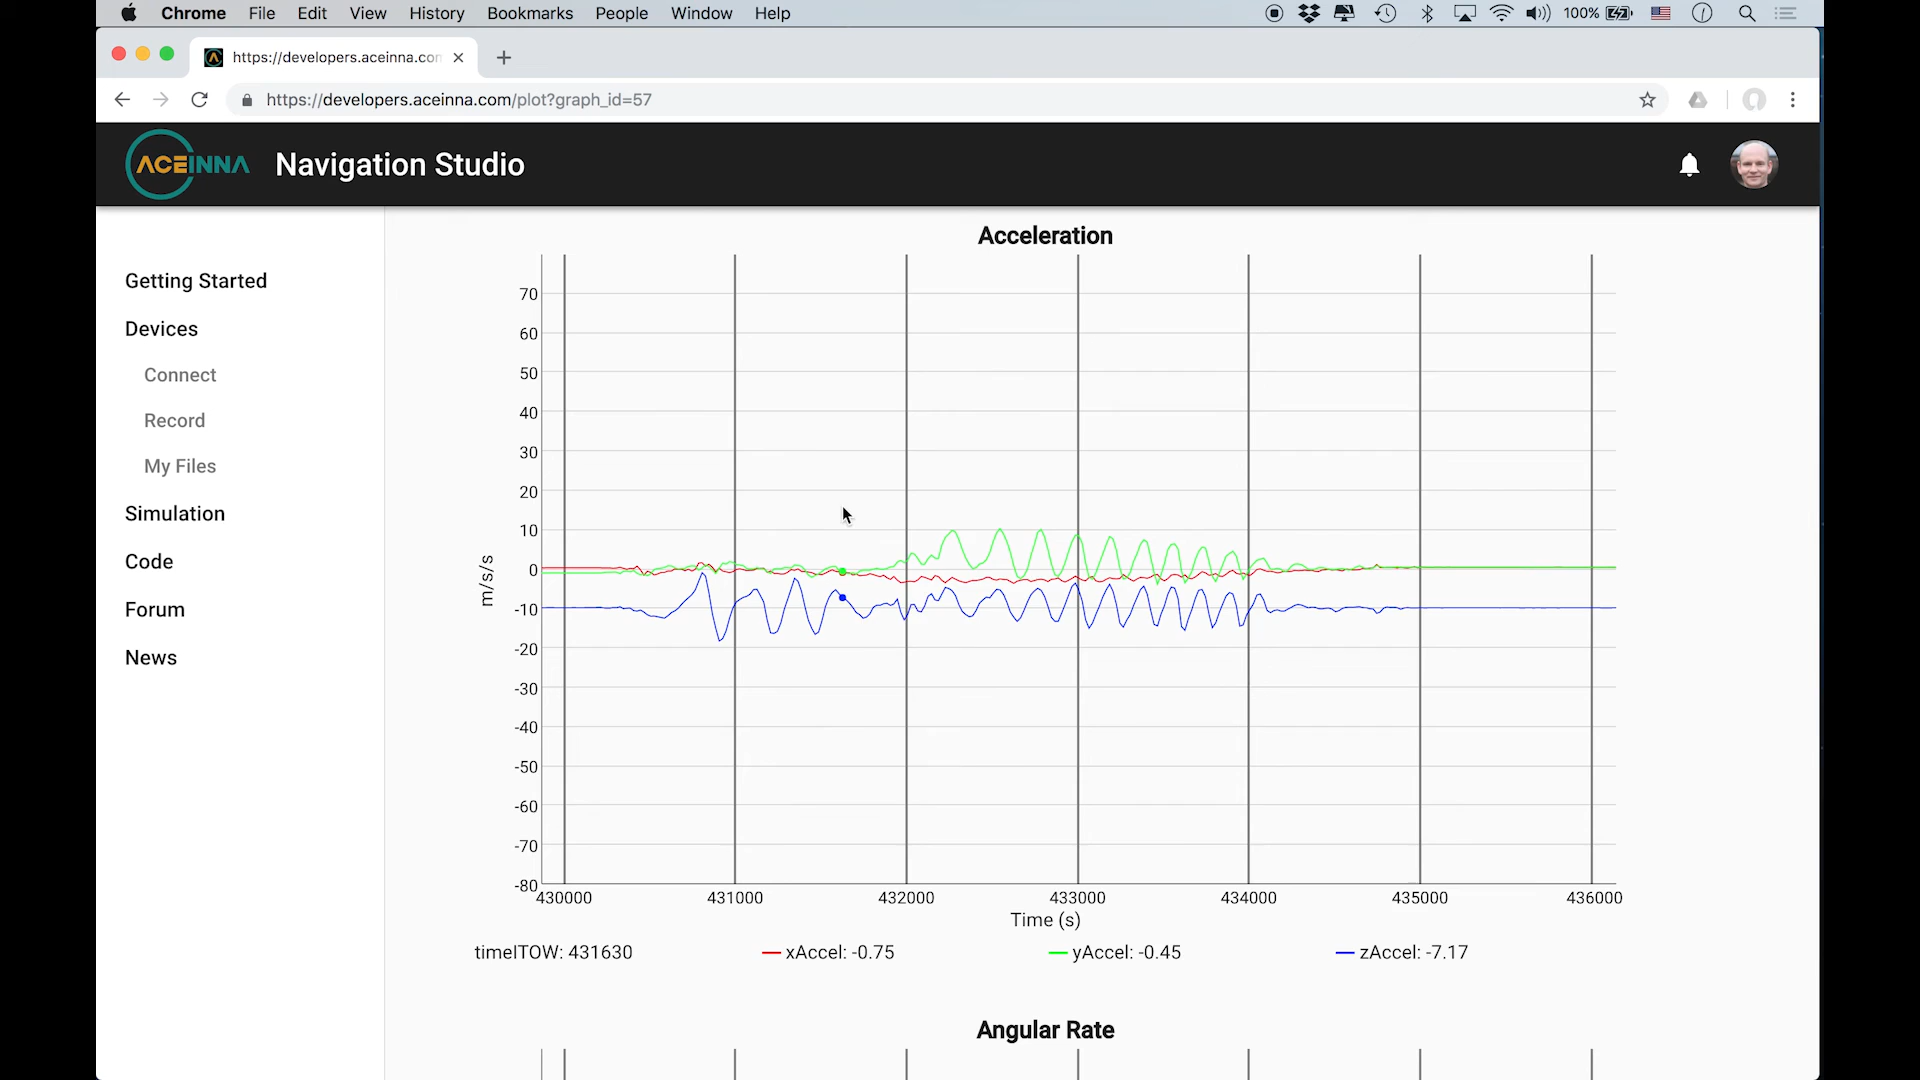 Chrome File Edit View History Bookmarks People Window Help 100%
https://developers.aceinna.com
https://developers.aceinna.com/plot?graph_id=57
ACEINNA Navigation Studio
Getting Started
Devices
Connect
Record
My Files
Simulation
Code
Forum
News
Acceleration
70
60
50
40
30
20
10
0
-10
-20
-30
-40
-50
-60
-70
-80
m/s/s
430000 431000 432000 433000 434000 435000 436000
Time (s)
timeITOW: 431630 xAccel: -0.75 yAccel: -0.45 zAccel: -7.17
Angular Rate